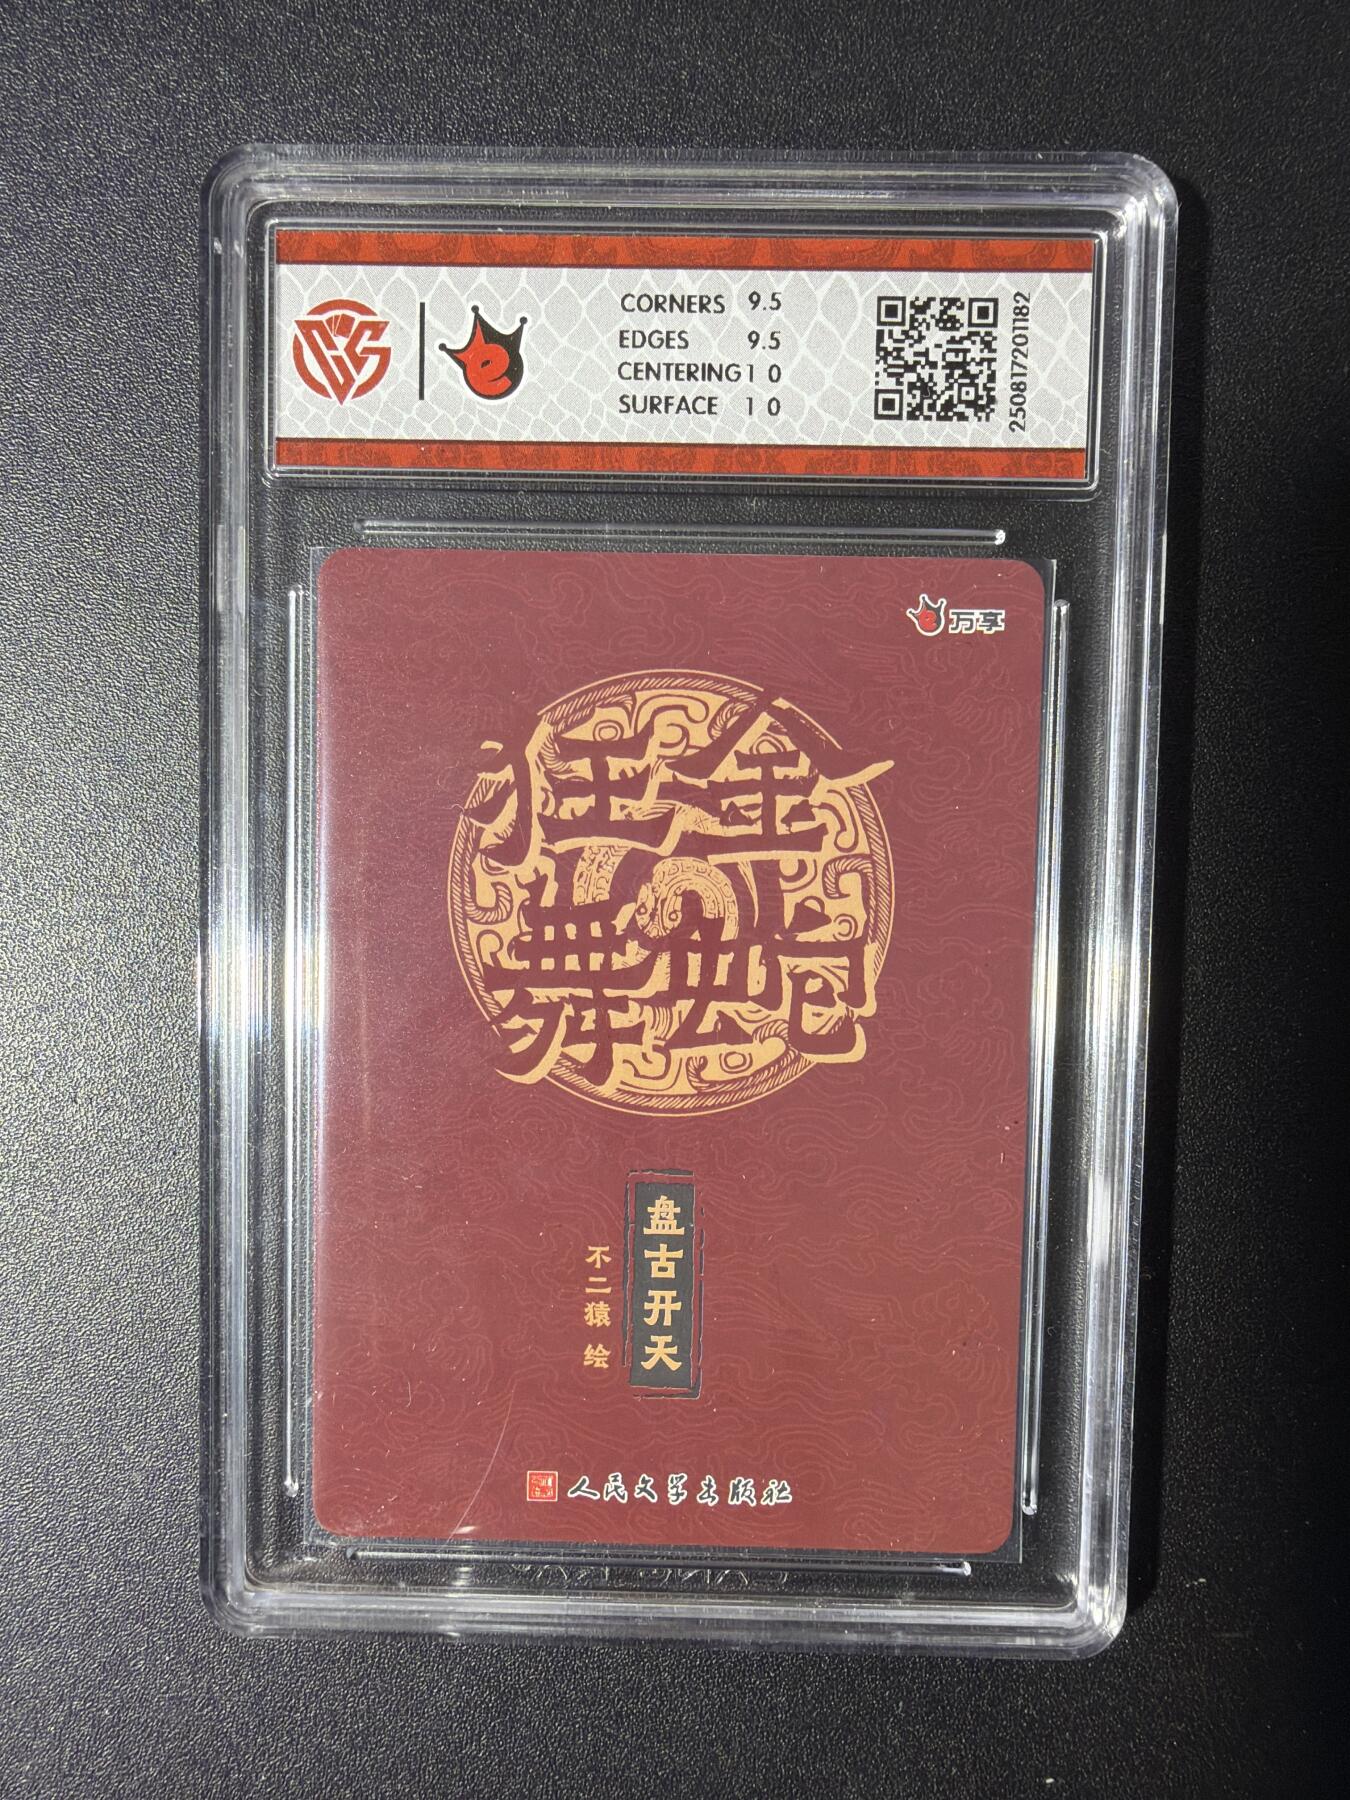 CORNERS 9.5
EDGES 9.5
CENTERING 10
SURFACE 10
250817201182
万享
金蛇
狂舞
盘古开天
不二猿 绘
人民文学出版社